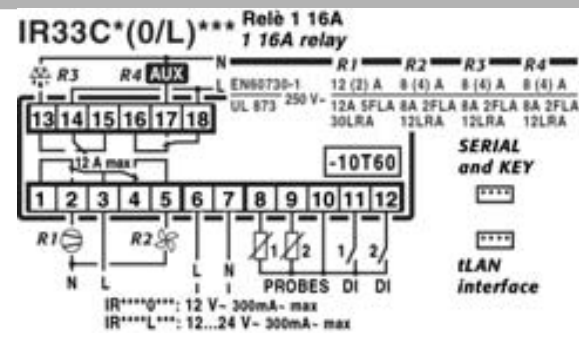 IR33C*(0/L)*** Relè 1 16A
1 16A relay
N R1 R2 R3 R4
R3 R4 AUX
L EN60730-1 250 V~ 12 (2) A 8 (4) A 8 (4) A 8 (4) A
UL 873 12A 5FLA 8A 2FLA 8A 2FLA 8A 2FLA
30LRA 12LRA 12LRA 12LRA
13 14 15 16 17 18
SERIAL
and KEY
12 A max
-10T60
1 2 3 4 5 6 7 8 9 10 11 12
R1 R2 1 2 1 2
N L L N PROBES DI DI
tLAN
interface
IR****0***: 12 V~ 300mA~ max
IR****L***: 12...24 V~ 300mA~ max